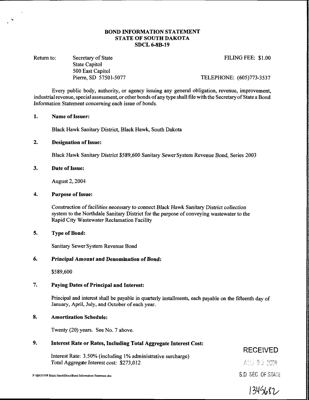 BOND INFORMATION STATEMENT
STATE OF SOUTH DAKOTA
SDCL 6-8B-19
Return to: Secretary of State FILING FEE: $1.00
State Capitol
500 East Capitol
Pierre, SD 57501-5077 TELEPHONE: (605)773-3537
Every public body, authority, or agency issuing any general obligation, revenue, improvement,
industrial revenue, special assessment, or other bonds of any type shall file with the Secretary of State a Bond
Information Statement concerning each issue of bonds.
1. Name of Issuer:
Black Hawk Sanitary District, Black Hawk, South Dakota
2. Designation of Issue:
Black Hawk Sanitary District $589,600 Sanitary Sewer System Revenue Bond, Series 2003
3. Date of Issue:
August 2, 2004
4. Purpose of Issue:
Construction of facilities necessary to connect Black Hawk Sanitary District collection
system to the Northdale Sanitary District for the purpose of conveying wastewater to the
Rapid City Wastewater Reclamation Facility
5. Type of Bond:
Sanitary Sewer System Revenue Bond
6. Principal Amount and Denomination of Bond:
$589,600
7. Paying Dates of Principal and Interest:
Principal and interest shall be payable in quarterly installments, each payable on the fifteenth day of
January, April, July, and October of each year.
8. Amortization Schedule:
Twenty (20) years. See No. 7 above.
9. Interest Rate or Rates, Including Total Aggregate Interest Cost:
Interest Rate: 3.50% (including 1% administrative surcharge)
Total Aggregate Interest cost: $273,012
RECEIVED
S.D. SEC OF STATE
1345682